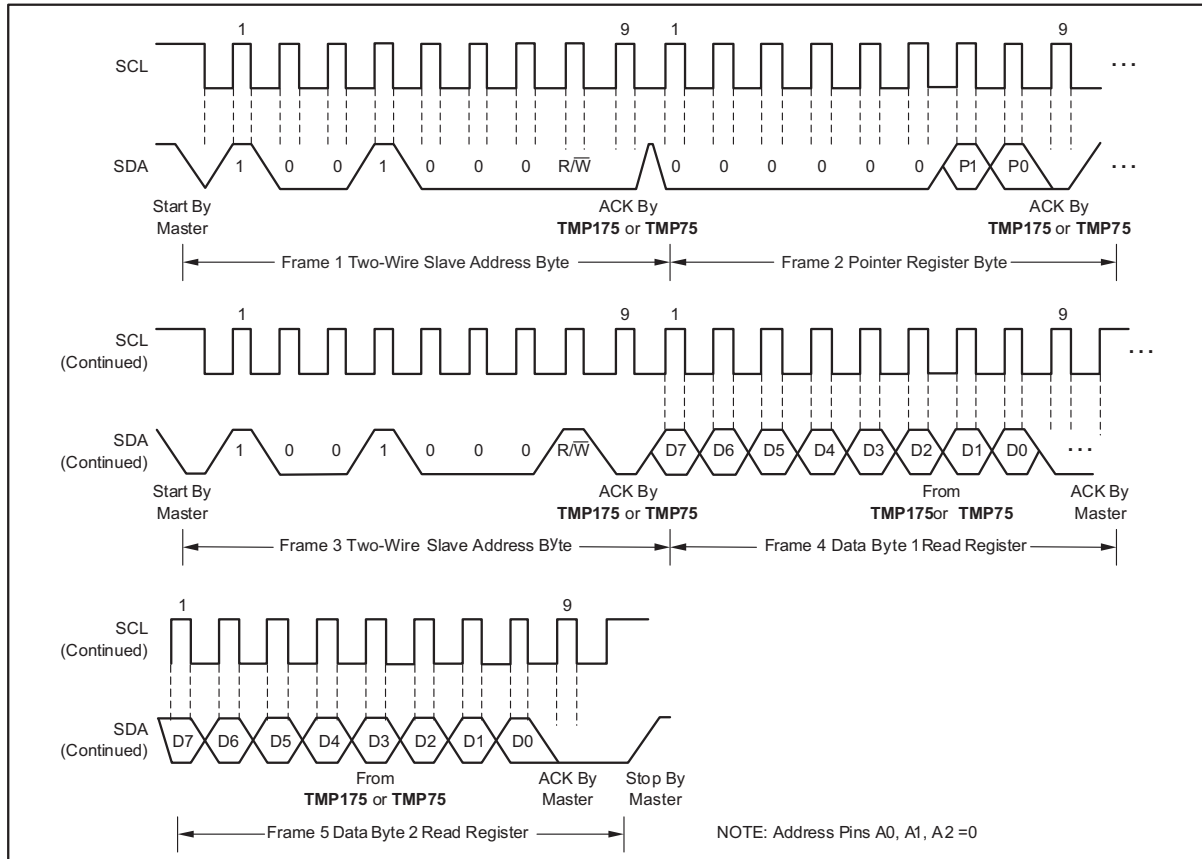 1 9 1 9
SCL ...
SDA 1 0 0 1 0 0 0 R/W̅ 0 0 0 0 0 0 P1 P0 ...
Start By
Master
ACK By
TMP175 or TMP75
ACK By
TMP175 or TMP75
Frame 1 Two-Wire Slave Address Byte
Frame 2 Pointer Register Byte
1 9 1 9
SCL
(Continued)
...
SDA
(Continued)
1 0 0 1 0 0 0 R/W̅ D7 D6 D5 D4 D3 D2 D1 D0 ...
Start By
Master
ACK By
TMP175 or TMP75
From
TMP175or TMP75
ACK By
Master
Frame 3 Two-Wire Slave Address Byte
Frame 4 Data Byte 1 Read Register
1 9
SCL
(Continued)
SDA
(Continued)
D7 D6 D5 D4 D3 D2 D1 D0
From
TMP175 or TMP75
ACK By
Master
Stop By
Master
Frame 5 Data Byte 2 Read Register
NOTE: Address Pins A0, A1, A2 =0